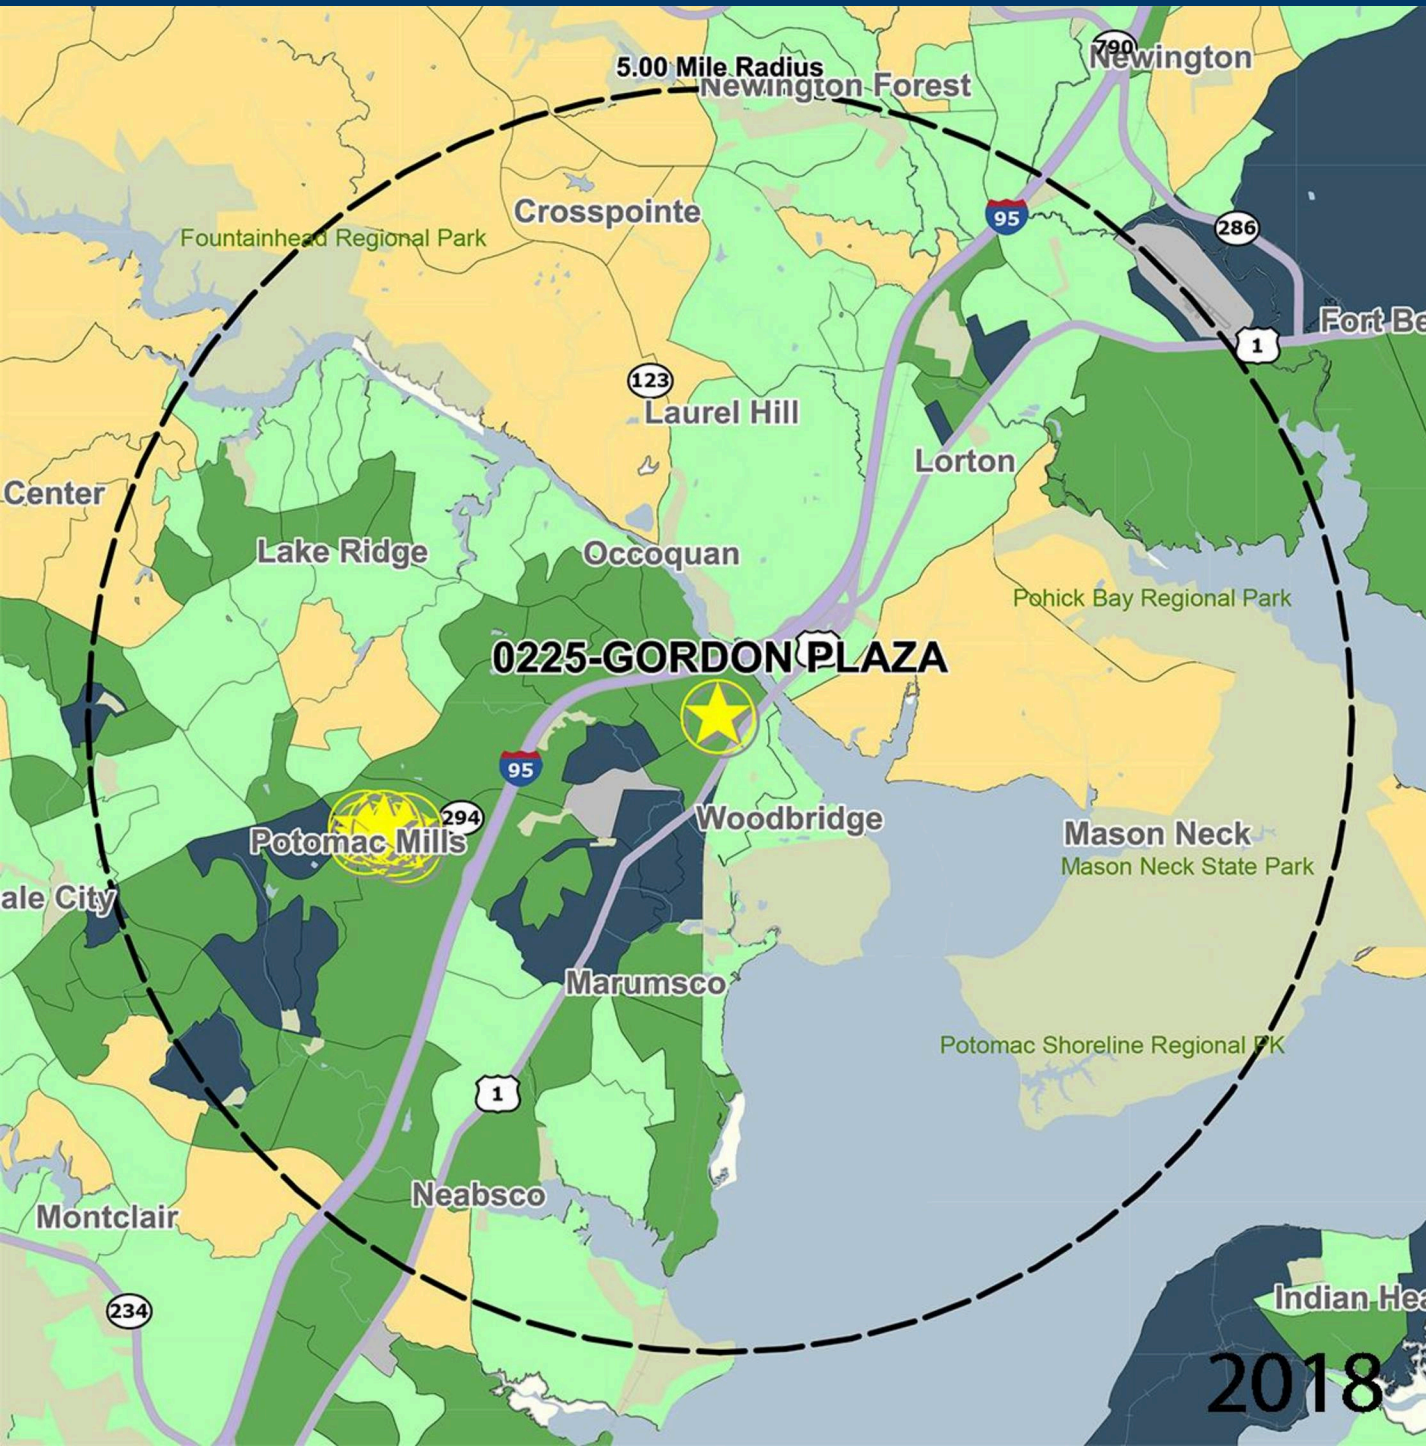 790
Newington
5.00 Mile Radius
Newington Forest
Crosspointe
95
286
Fountainhead Regional Park
Fort Be
1
123
Laurel Hill
Lorton
Center
Lake Ridge
Occoquan
Pohick Bay Regional Park
0225-GORDON PLAZA
95
294
Potomac Mills
Woodbridge
Mason Neck
Mason Neck State Park
ale City
Marumsco
Potomac Shoreline Regional PK
1
Neabsco
Montclair
234
Indian Hea
2018